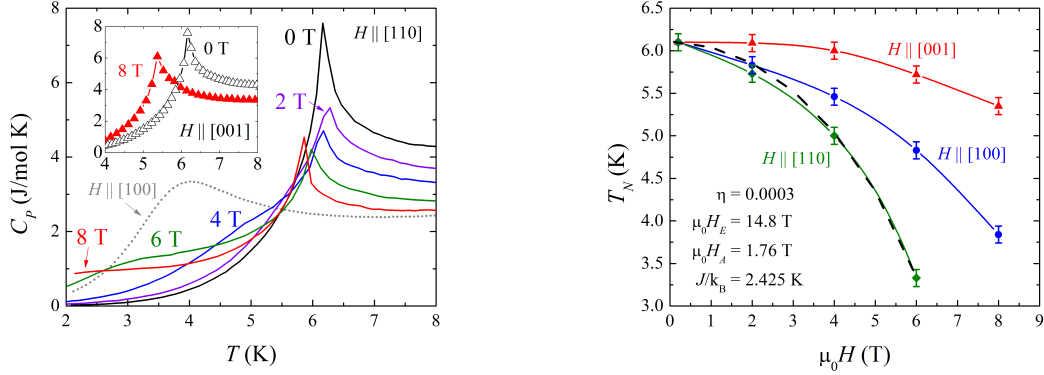 8
7
6
5
4
3
2
1
0
C_P (J/mol K)
2 3 4 5 6 7 8
T (K)
8
6
4
2
0
4 5 6 7 8
0 T
8 T
H || [001]
0 T
H || [110]
2 T
H || [100]
4 T
6 T
8 T
6.5
6.0
5.5
5.0
4.5
4.0
3.5
3.0
T_N (K)
0 1 2 3 4 5 6 7 8 9
μ₀H (T)
H || [001]
H || [100]
H || [110]
η = 0.0003
μ₀H_E = 14.8 T
μ₀H_A = 1.76 T
J/k_B = 2.425 K